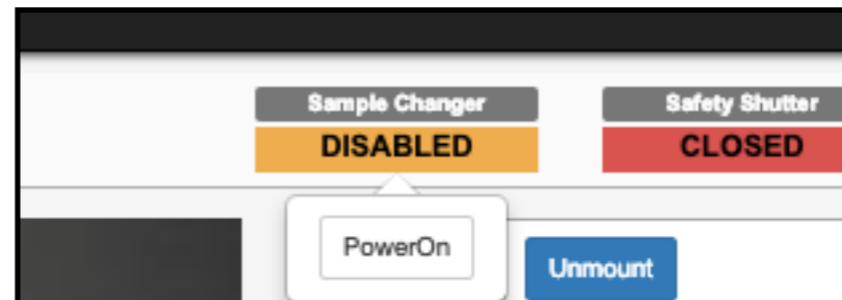 Sample Changer
Safety Shutter
DISABLED
CLOSED
PowerOn
Unmount